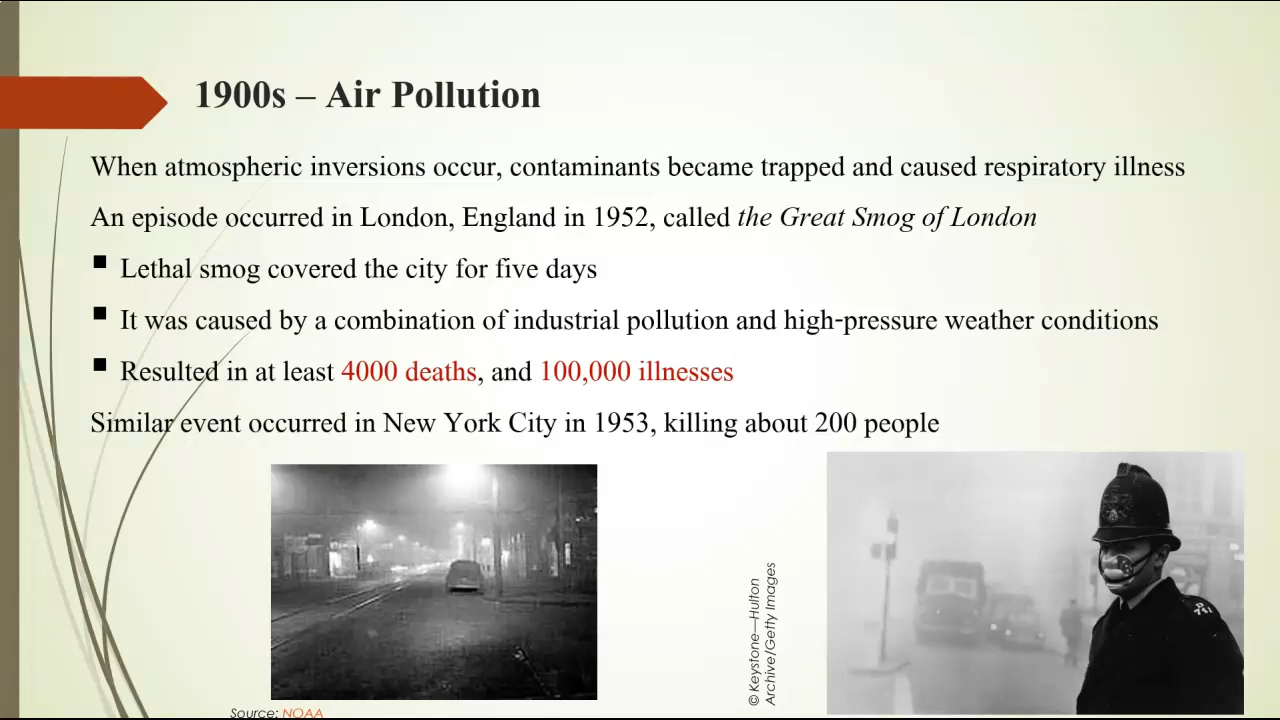 1900s – Air Pollution
When atmospheric inversions occur, contaminants became trapped and caused respiratory illness
An episode occurred in London, England in 1952, called the Great Smog of London
▪ Lethal smog covered the city for five days
▪ It was caused by a combination of industrial pollution and high-pressure weather conditions
▪ Resulted in at least 4000 deaths, and 100,000 illnesses
Similar event occurred in New York City in 1953, killing about 200 people
Source: NOAA
© Keystone—Hulton
Archive/Getty Images